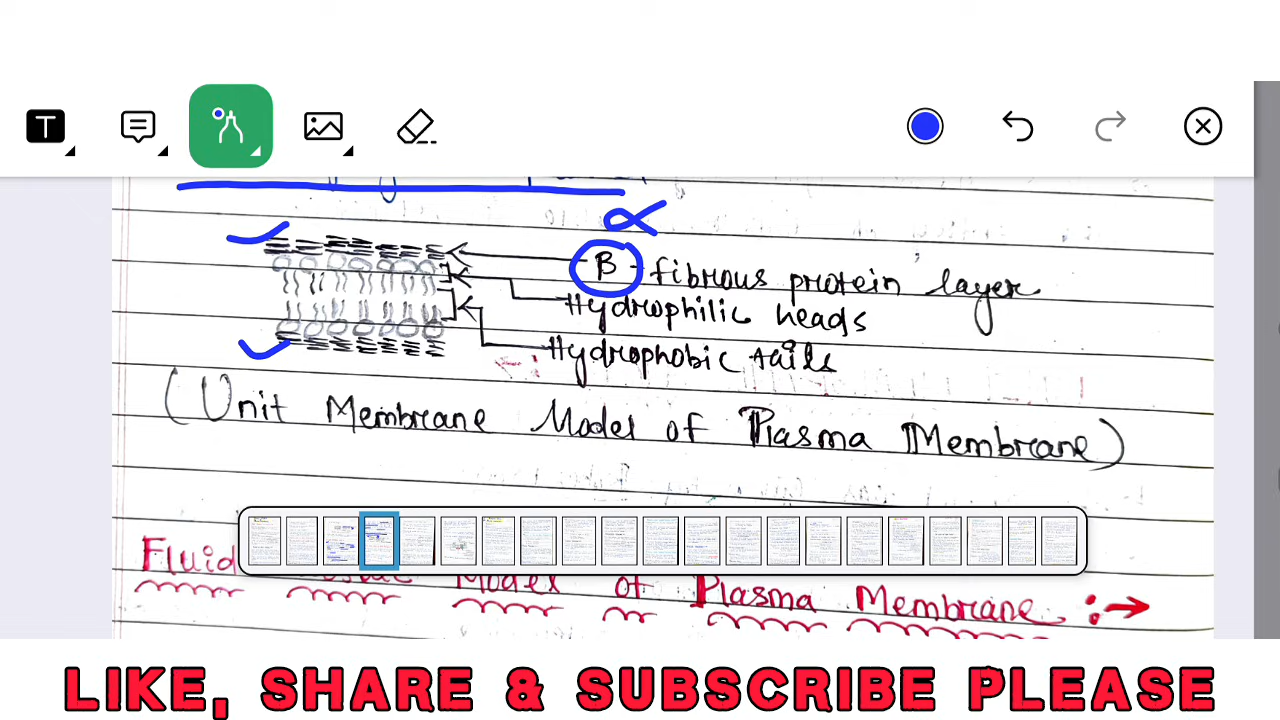 T
α
β - fibrous protein layer
Hydrophilic heads
Hydrophobic tails
(Unit Membrane Model of Plasma Membrane)
Fluid Model of Plasma Membrane :→
LIKE, SHARE & SUBSCRIBE PLEASE